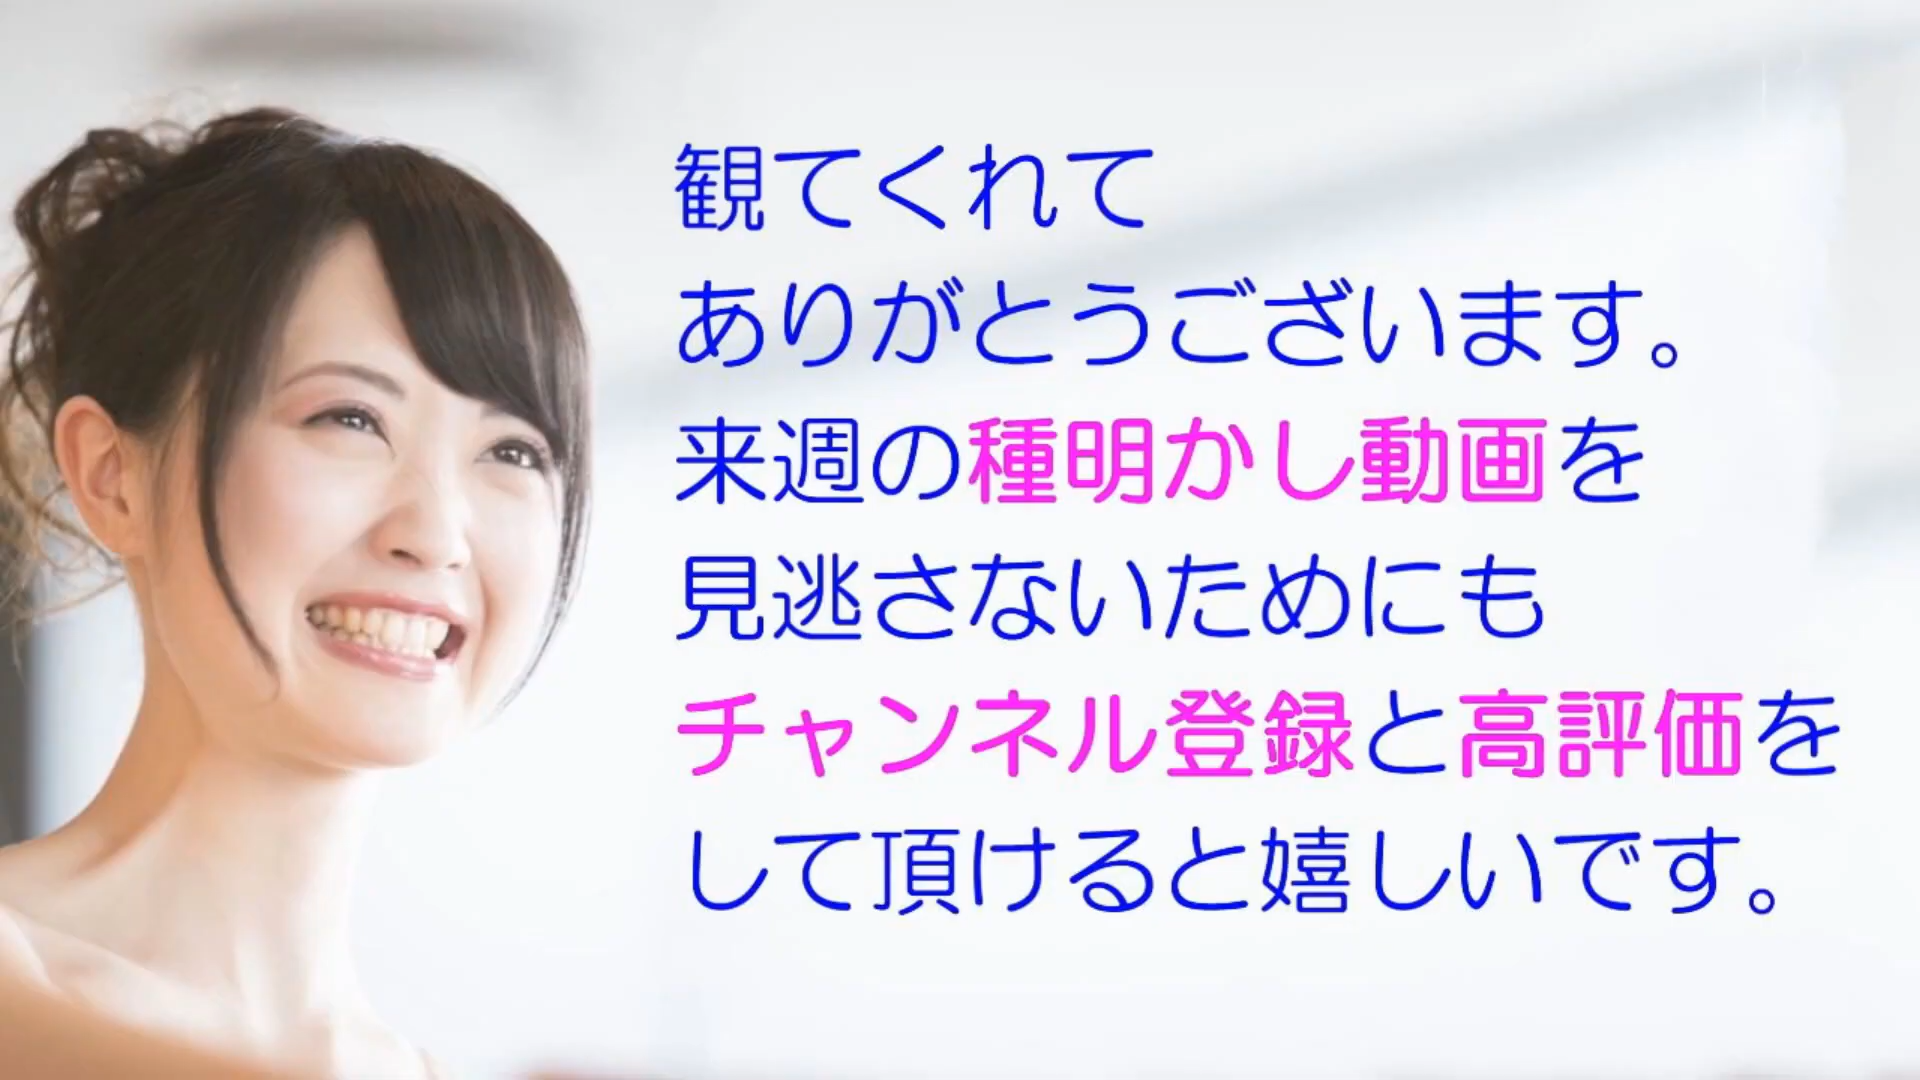 観てくれて
ありがとうございます。
来週の種明かし動画を
見逃さないためにも
チャンネル登録と高評価を
して頂けると嬉しいです。